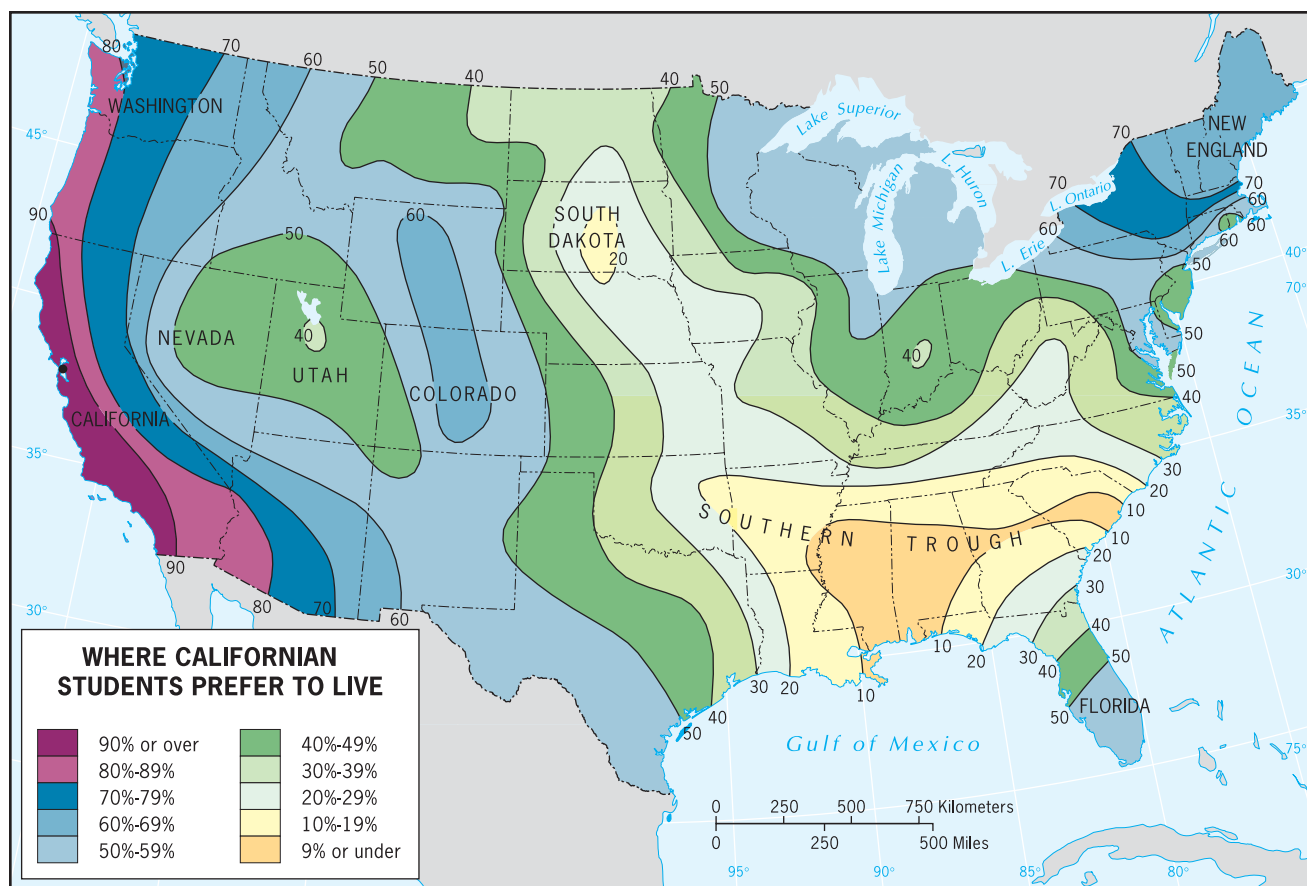 80
70
60
50
40
40
50
WASHINGTON
45°
Lake Superior
Lake Michigan
L. Huron
L. Ontario
L. Erie
NEW
ENGLAND
70
70
60
70
60
60
50
40°
70°
90
60
50
SOUTH
DAKOTA
20
NEVADA
40
UTAH
COLORADO
CALIFORNIA
40
50
50
40
35°
35°
30
20
10
10
20
30
40
50
SOUTHERN TROUGH
ATLANTIC OCEAN
30°
30°
90
80
70
60
10
20
30
40
50
FLORIDA
30
20
10
40
50
Gulf of Mexico
75°
WHERE CALIFORNIAN
STUDENTS PREFER TO LIVE
90% or over
80%-89%
70%-79%
60%-69%
50%-59%
40%-49%
30%-39%
20%-29%
10%-19%
9% or under
0 250 500 750 Kilometers
0 250 500 Miles
95°
90°
85°
80°